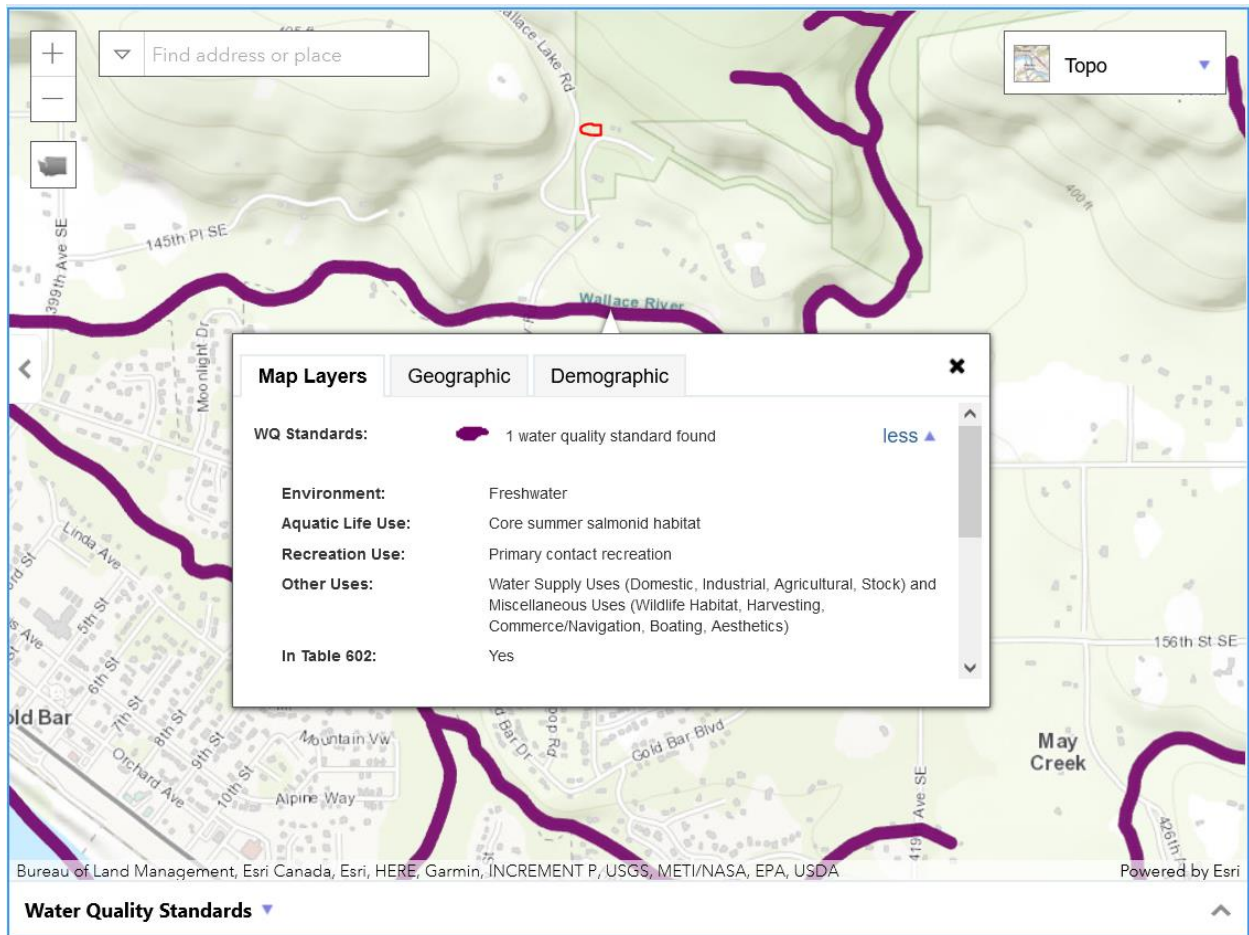 Find address or place
Topo
Wallace Lake Rd
400 ft
145th Pl SE
399th Ave SE
Wallace River
Moonlight Dr
Map Layers
Geographic
Demographic
WQ Standards:
1 water quality standard found
less
Environment:
Freshwater
Aquatic Life Use:
Core summer salmonid habitat
Recreation Use:
Primary contact recreation
Other Uses:
Water Supply Uses (Domestic, Industrial, Agricultural, Stock) and
Miscellaneous Uses (Wildlife Habitat, Harvesting,
Commerce/Navigation, Boating, Aesthetics)
In Table 602:
Yes
Linda Ave
5th St
6th St
7th St
8th St
9th St
10th St
Orchard Ave
Mountain Vw
Alpine Way
Gold Bar Blvd
156th St SE
May
Creek
419th Ave SE
Bureau of Land Management, Esri Canada, Esri, HERE, Garmin, INCREMENT P, USGS, METI/NASA, EPA, USDA
Powered by Esri
Water Quality Standards